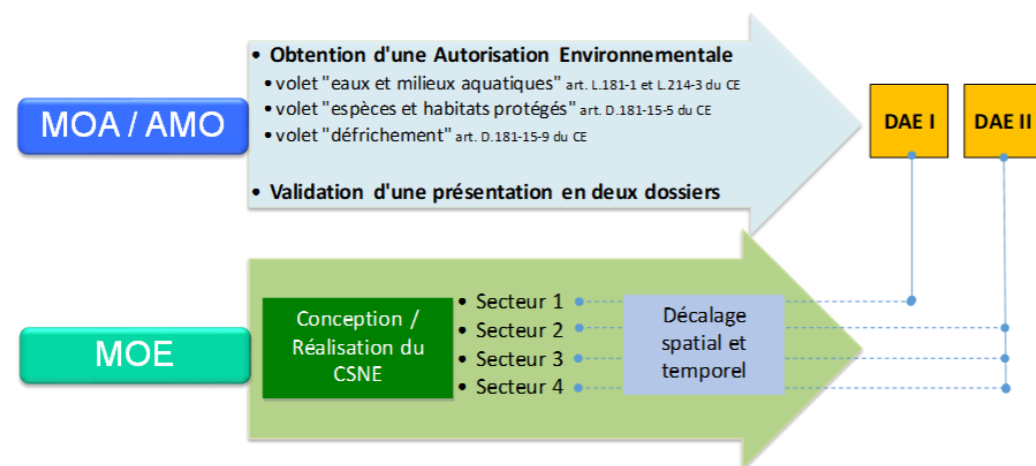 MOA / AMO
• Obtention d'une Autorisation Environnementale
• volet "eaux et milieux aquatiques" art. L.181-1 et L.214-3 du CE
• volet "espèces et habitats protégés" art. D.181-15-5 du CE
• volet "défrichement" art. D.181-15-9 du CE
• Validation d'une présentation en deux dossiers
DAE I
DAE II
MOE
Conception /
Réalisation du
CSNE
• Secteur 1
• Secteur 2
• Secteur 3
• Secteur 4
Décalage
spatial et
temporel